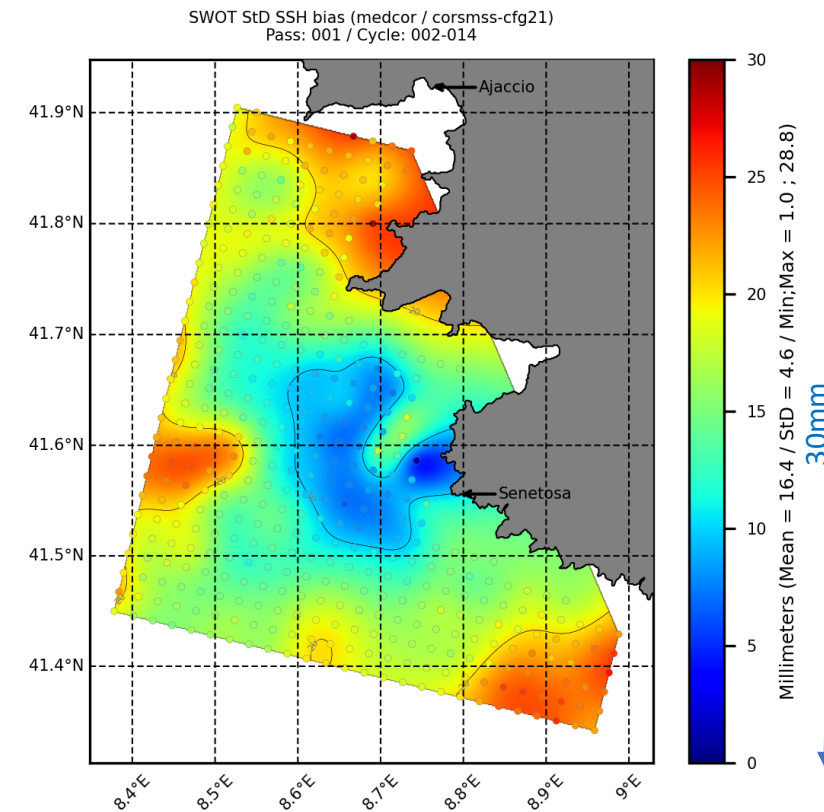 SWOT StD SSH bias (medcor / corsmss-cfg21)
Pass: 001 / Cycle: 002-014
Ajaccio
Senetosa
41.9°N
41.8°N
41.7°N
41.6°N
41.5°N
41.4°N
8.4°E
8.5°E
8.6°E
8.7°E
8.8°E
8.9°E
9°E
30
25
20
15
10
5
0
Millimeters (Mean = 16.4 / StD = 4.6 / Min;Max = 1.0 ; 28.8)
30mm
20